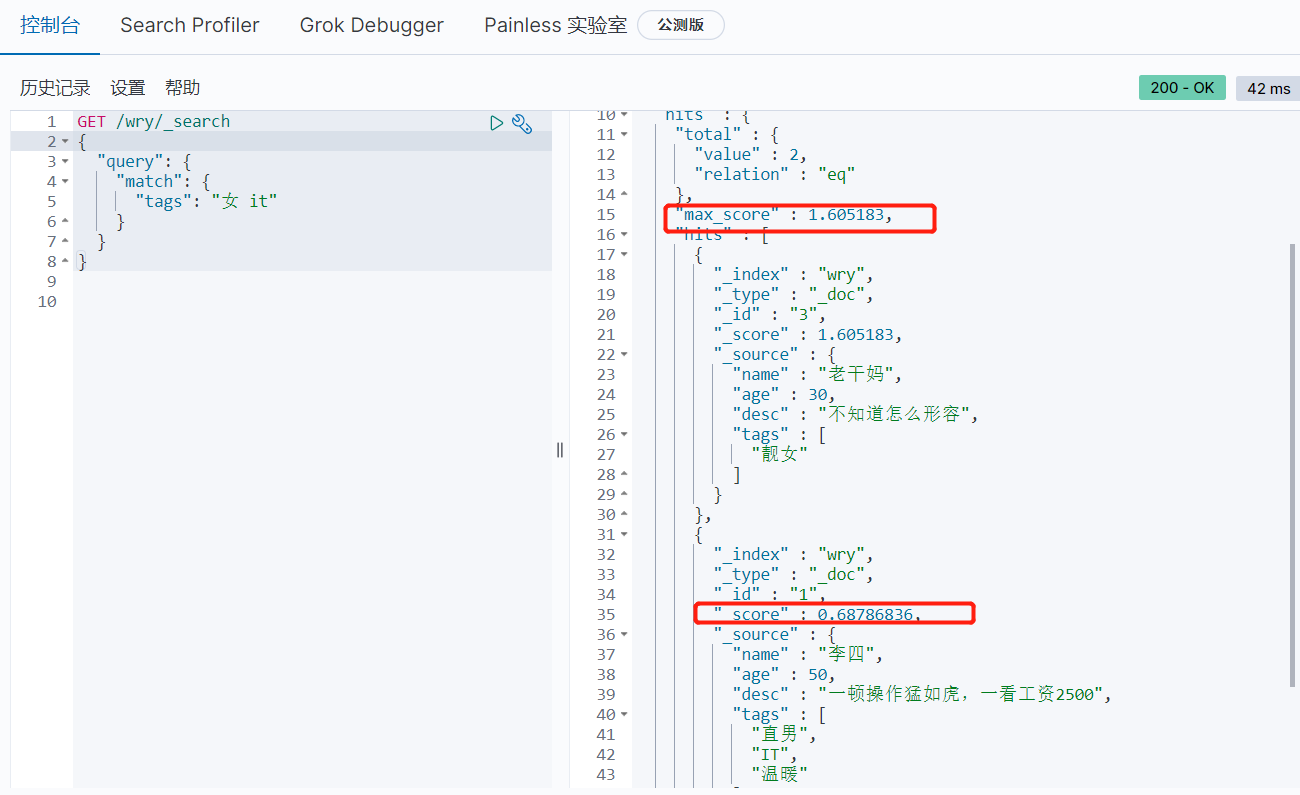 控制台 Search Profiler Grok Debugger Painless 实验室 公测版
历史记录 设置 帮助 200 - OK 42 ms
1 GET /wry/_search
2 {
3 "query": {
4 "match": {
5 "tags": "女 it"
6 }
7 }
8 }
9
10
10 hits" : {
11 "total" : {
12 "value" : 2,
13 "relation" : "eq"
14 },
15 "max_score" : 1.605183,
16 "hits" : [
17 {
18 "_index" : "wry",
19 "_type" : "_doc",
20 "_id" : "3",
21 "_score" : 1.605183,
22 "_source" : {
23 "name" : "老干妈",
24 "age" : 30,
25 "desc" : "不知道怎么形容",
26 "tags" : [
27 "靓女"
28 ]
29 }
30 },
31 {
32 "_index" : "wry",
33 "_type" : "_doc",
34 "_id" : "1",
35 "_score" : 0.68786836,
36 "_source" : {
37 "name" : "李四",
38 "age" : 50,
39 "desc" : "一顿操作猛如虎，一看工资2500",
40 "tags" : [
41 "直男",
42 "IT",
43 "温暖"